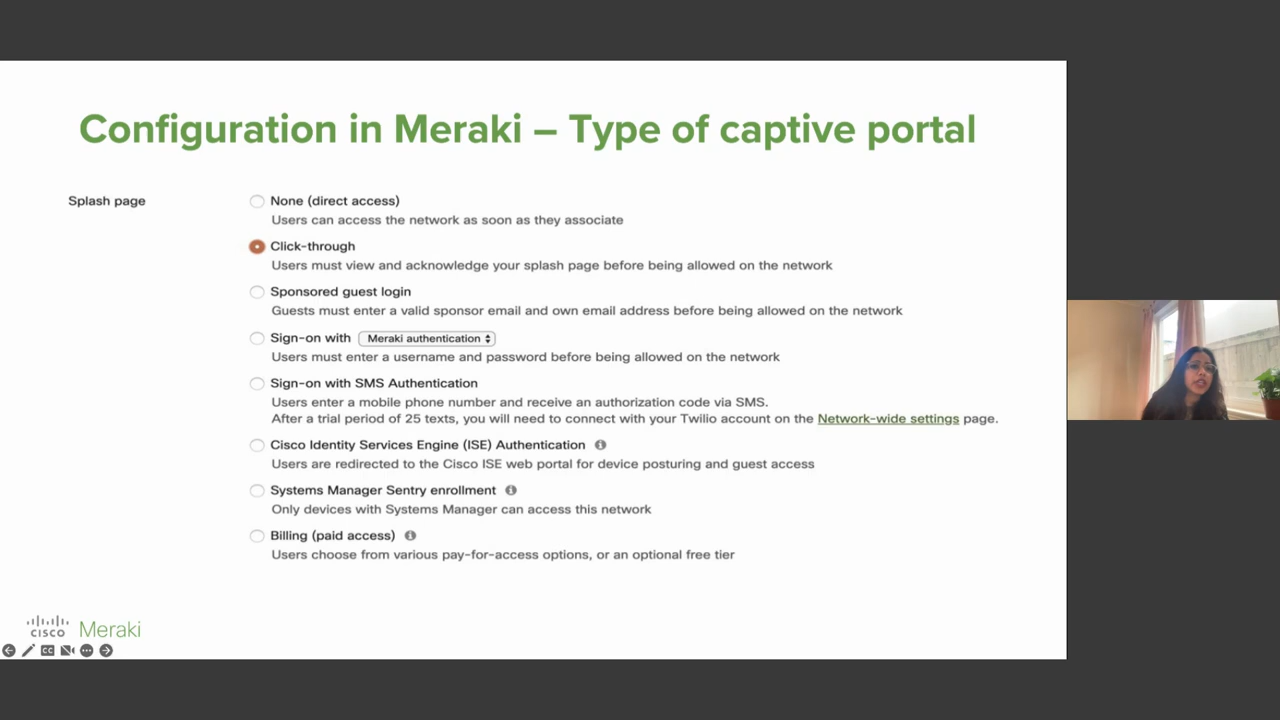 Configuration in Meraki – Type of captive portal
Splash page
None (direct access)
Users can access the network as soon as they associate
Click-through
Users must view and acknowledge your splash page before being allowed on the network
Sponsored guest login
Guests must enter a valid sponsor email and own email address before being allowed on the network
Sign-on with Meraki authentication
Users must enter a username and password before being allowed on the network
Sign-on with SMS Authentication
Users enter a mobile phone number and receive an authorization code via SMS.
After a trial period of 25 texts, you will need to connect with your Twilio account on the Network-wide settings page.
Cisco Identity Services Engine (ISE) Authentication
Users are redirected to the Cisco ISE web portal for device posturing and guest access
Systems Manager Sentry enrollment
Only devices with Systems Manager can access this network
Billing (paid access)
Users choose from various pay-for-access options, or an optional free tier
CISCO Meraki
CC